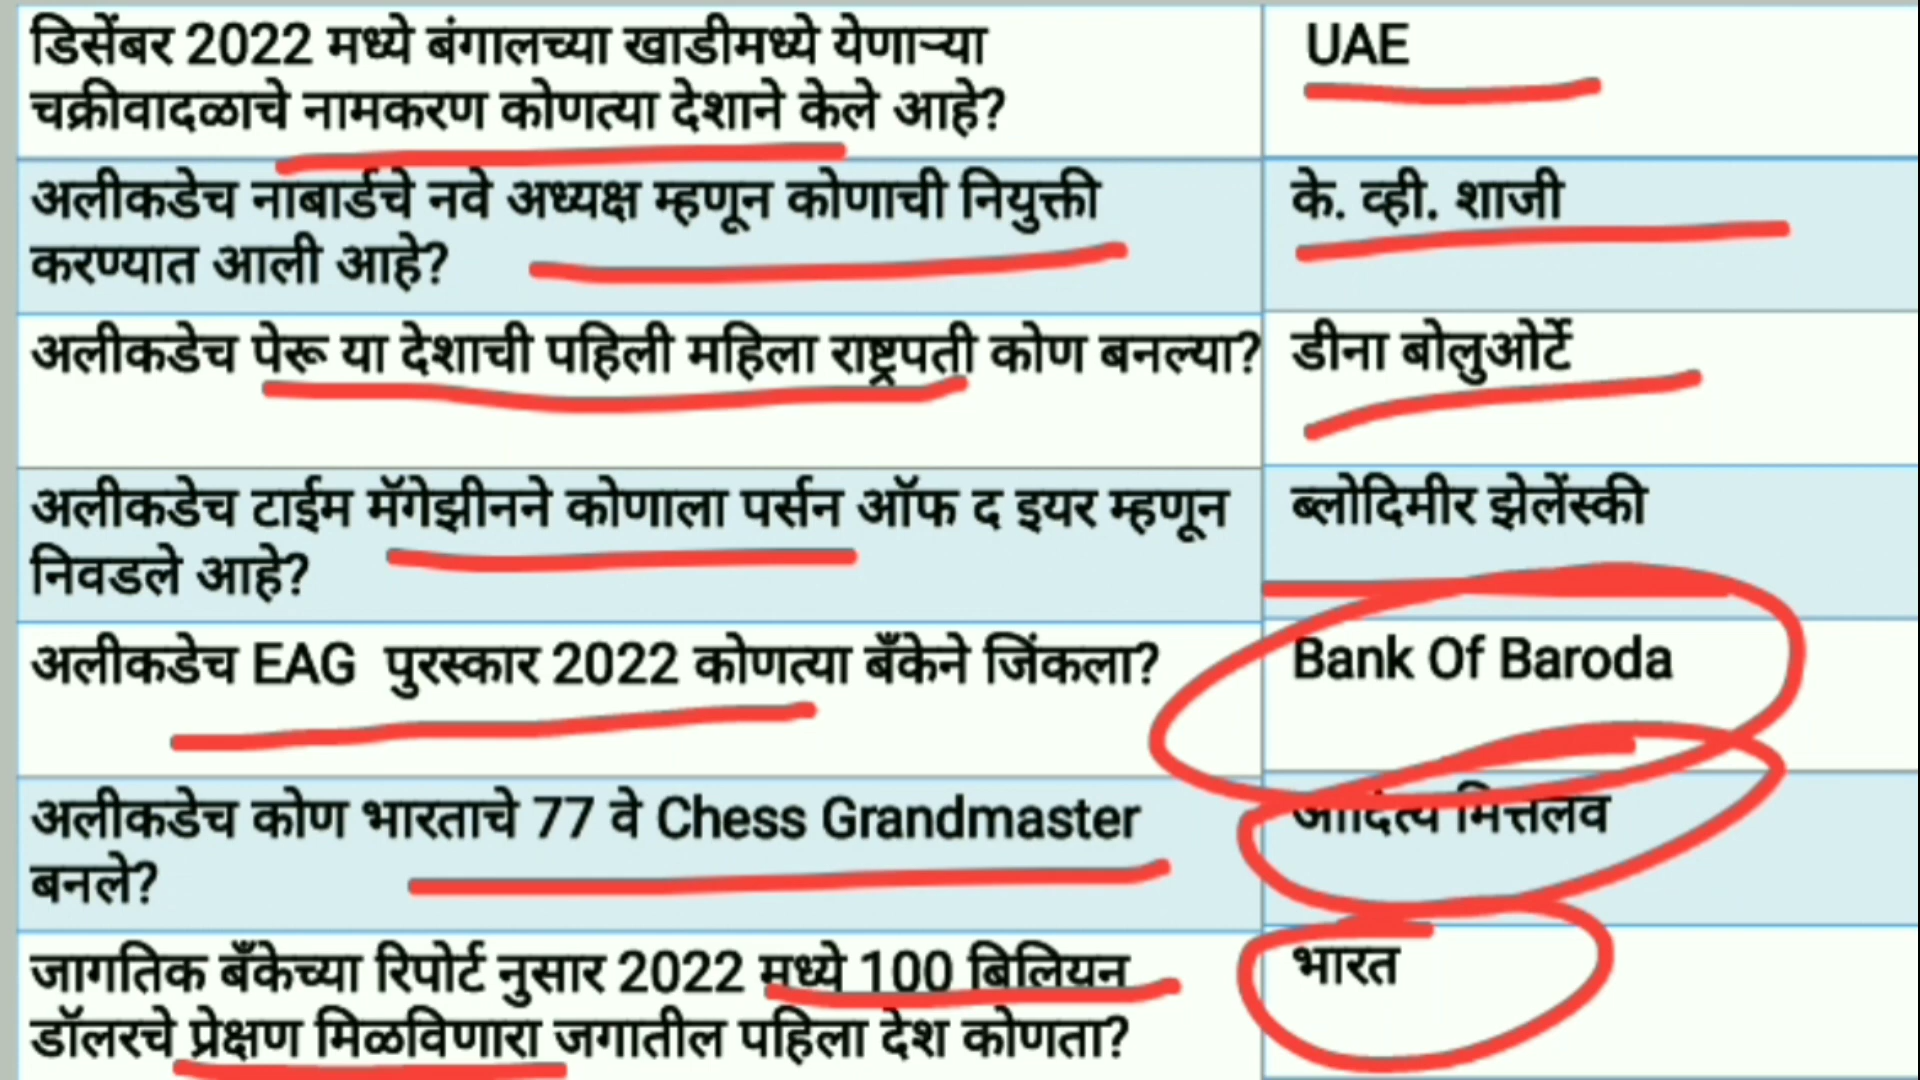 डिसेंबर 2022 मध्ये बंगालच्या खाडीमध्ये येणाऱ्या
चक्रीवादळाचे नामकरण कोणत्या देशाने केले आहे?
UAE
अलीकडेच नाबार्डचे नवे अध्यक्ष म्हणून कोणाची नियुक्ती
करण्यात आली आहे?
के. व्ही. शाजी
अलीकडेच पेरू या देशाची पहिली महिला राष्ट्रपती कोण बनल्या?
डीना बोलुओर्टे
अलीकडेच टाईम मॅगेझीनने कोणाला पर्सन ऑफ द इयर म्हणून
निवडले आहे?
ब्लोदिमीर झेलेंस्की
अलीकडेच EAG पुरस्कार 2022 कोणत्या बँकेने जिंकला?
Bank Of Baroda
अलीकडेच कोण भारताचे 77 वे Chess Grandmaster
बनले?
आदित्य मित्तलव
जागतिक बँकेच्या रिपोर्ट नुसार 2022 मध्ये 100 बिलियन
डॉलरचे प्रेक्षण मिळविणारा जगातील पहिला देश कोणता?
भारत